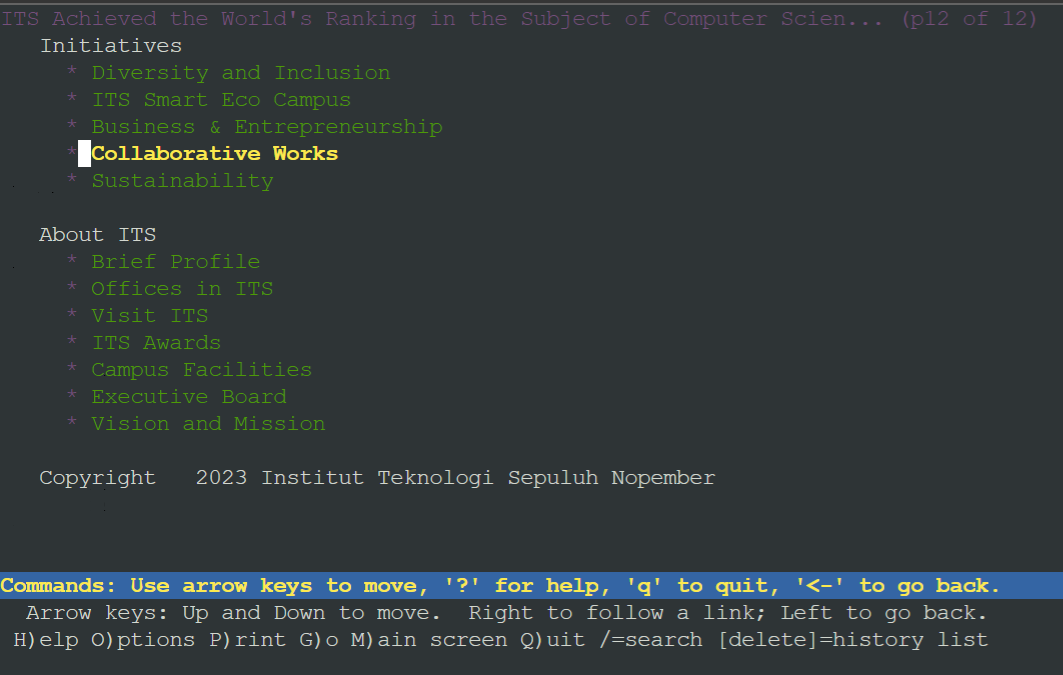 ITS Achieved the World's Ranking in the Subject of Computer Scien... (p12 of 12)
Initiatives
* Diversity and Inclusion
* ITS Smart Eco Campus
* Business & Entrepreneurship
* Collaborative Works
* Sustainability
About ITS
* Brief Profile
* Offices in ITS
* Visit ITS
* ITS Awards
* Campus Facilities
* Executive Board
* Vision and Mission
Copyright 2023 Institut Teknologi Sepuluh Nopember
Commands: Use arrow keys to move, '?' for help, 'q' to quit, '<-' to go back.
Arrow keys: Up and Down to move. Right to follow a link; Left to go back.
H)elp O)ptions P)rint G)o M)ain screen Q)uit /=search [delete]=history list